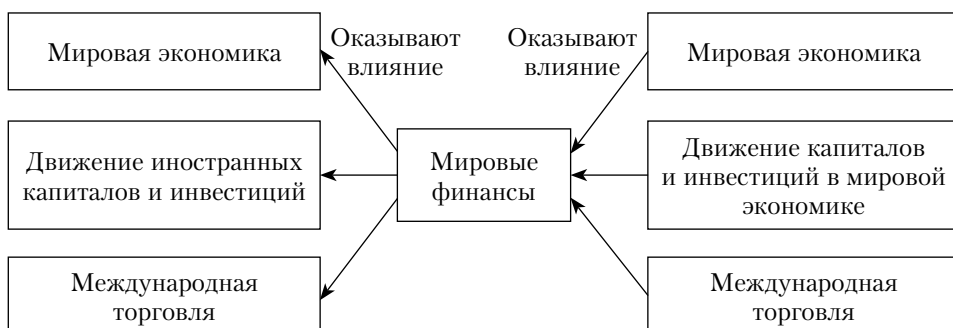 Мировая экономика
Оказывают
влияние
Оказывают
влияние
Мировая экономика
Движение иностранных
капиталов и инвестиций
Мировые
финансы
Движение капиталов
и инвестиций в мировой
экономике
Международная
торговля
Международная
торговля